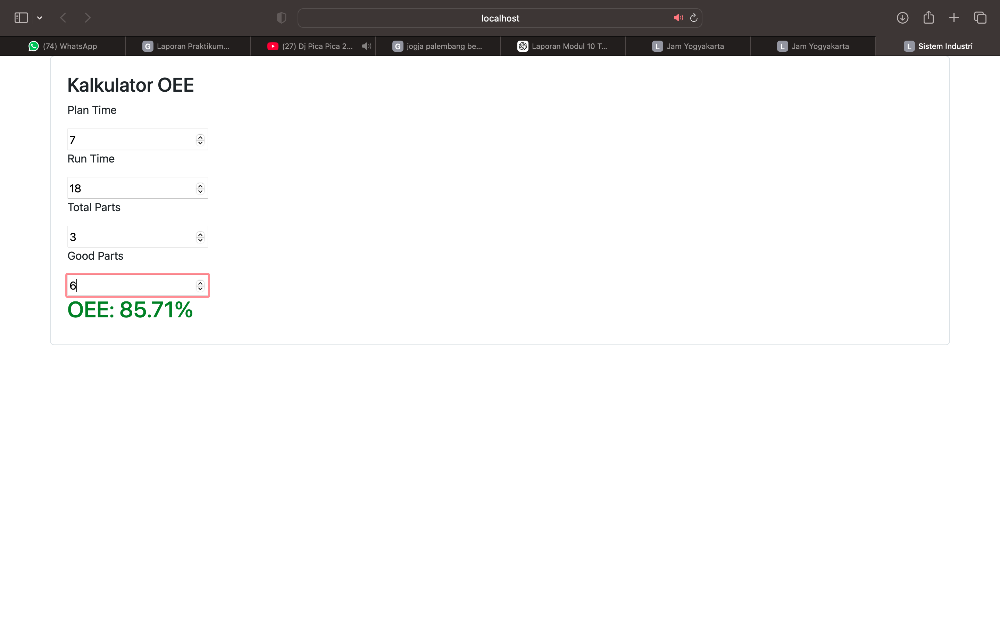 localhost
(74) WhatsApp
G Laporan Praktikum...
(27) Dj Pica Pica 2...
G jogja palembang be...
Laporan Modul 10 T...
L Jam Yogyakarta
L Jam Yogyakarta
L Sistem Industri
Kalkulator OEE
Plan Time
7
Run Time
18
Total Parts
3
Good Parts
6
OEE: 85.71%